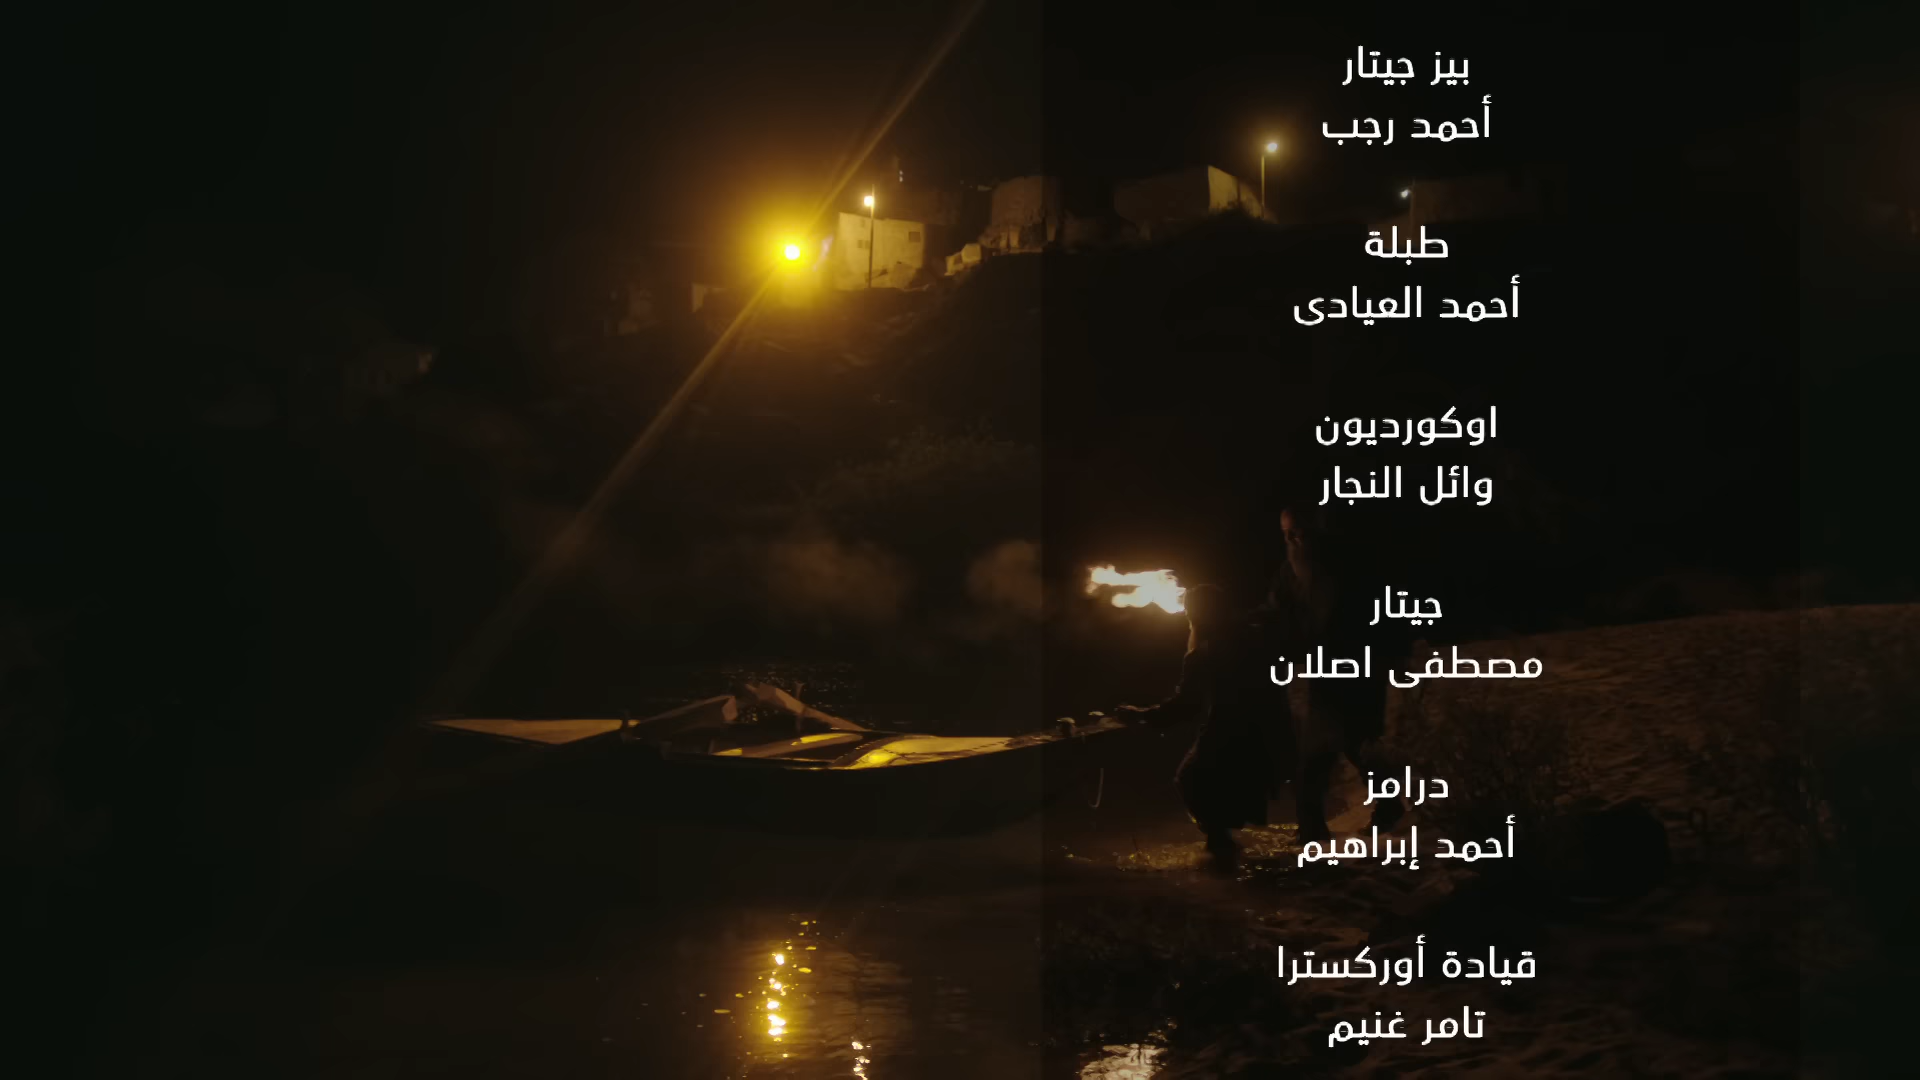 بيز جيتار
أحمد رجب
طبلة
أحمد العيادى
اوكورديون
وائل النجار
جيتار
مصطفى اصلان
درامز
أحمد إبراهيم
قيادة أوركسترا
تامر غنيم